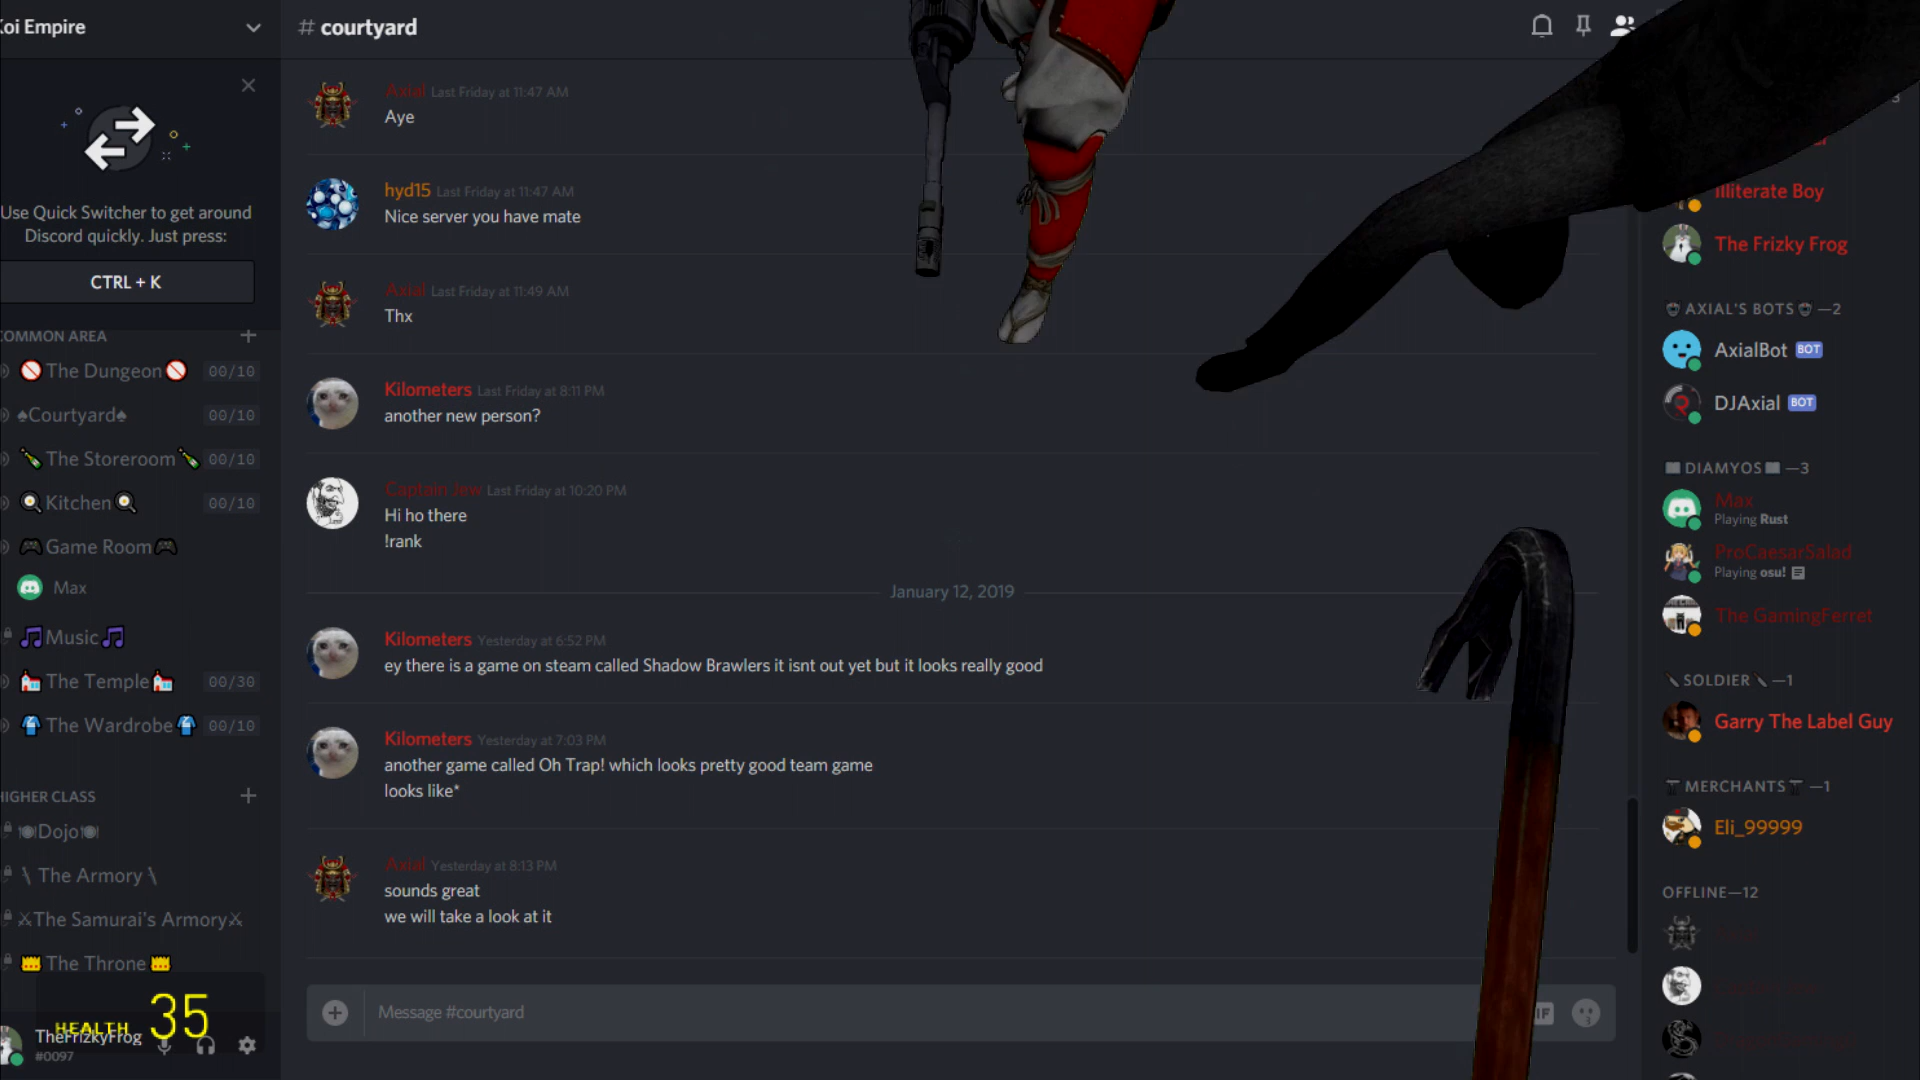 Koi Empire
Use Quick Switcher to get around
Discord quickly. Just press:
CTRL + K
COMMON AREA
The Dungeon 00/10
♠Courtyard♠ 00/10
The Storeroom 00/10
Kitchen 00/10
Game Room
Max
Music
The Temple 00/30
The Wardrobe 00/10
HIGHER CLASS
Dojo
The Armory
⚔The Samurai's Armory⚔
The Throne
HEALTH 35
TheFrizkyFrog
#0097
# courtyard
Axial Last Friday at 11:47 AM
Aye
hyd15 Last Friday at 11:47 AM
Nice server you have mate
Axial Last Friday at 11:49 AM
Thx
Kilometers Last Friday at 8:11 PM
another new person?
Captain Jew Last Friday at 10:20 PM
Hi ho there
!rank
January 12, 2019
Kilometers Yesterday at 6:52 PM
ey there is a game on steam called Shadow Brawlers it isnt out yet but it looks really good
Kilometers Yesterday at 7:03 PM
another game called Oh Trap! which looks pretty good team game
looks like*
Axial Yesterday at 8:13 PM
sounds great
we will take a look at it
Message #courtyard
Illiterate Boy
The Frizky Frog
AXIAL'S BOTS—2
AxialBot BOT
DJAxial BOT
DIAMYOS—3
Max
Playing Rust
ProCaesarSalad
Playing osu!
The GamingFerret
SOLDIER—1
Garry The Label Guy
MERCHANTS—1
Eli_99999
OFFLINE—12